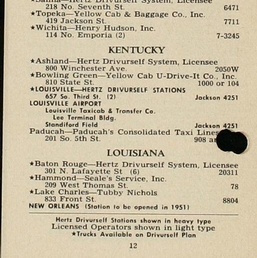 218 No. Seventh St. 6471
★Topeka—Yellow Cab & Baggage Co., Inc.
419 Jackson St. 7711
★Wichita—Henry Hudson, Inc.
114 No. Emporia (2) 7-3245
KENTUCKY
★Ashland—Hertz Drivurself System, Licensee
800 Winchester Ave. 2050W
★Bowling Green—Yellow Cab U-Drive-It Co., Inc.
810 State St. 1000 or 104
★LOUISVILLE—HERTZ DRIVURSELF STATIONS
657 So. Third St. (2) Jackson 4251
LOUISVILLE AIRPORT
Louisville Taxicab & Transfer Co.
Lee Terminal Bldg.
Standiford Field Jackson 4251
Paducah—Paducah's Consolidated Taxi Lines
201 So. 5th St. 908
LOUISIANA
★Baton Rouge—Hertz Drivurself System, Licensee
301 N. Lafayette St. (6) 20311
★Hammond—Seale's Service, Inc.
209 West Thomas St. 78
★Lake Charles—Tubby Nichols
833 Front St. 8804
NEW ORLEANS (Station to be opened in 1951)
Hertz Drivurself Stations shown in heavy type
Licensed Operators shown in light type
★Trucks Available on Drivurself Plan
12